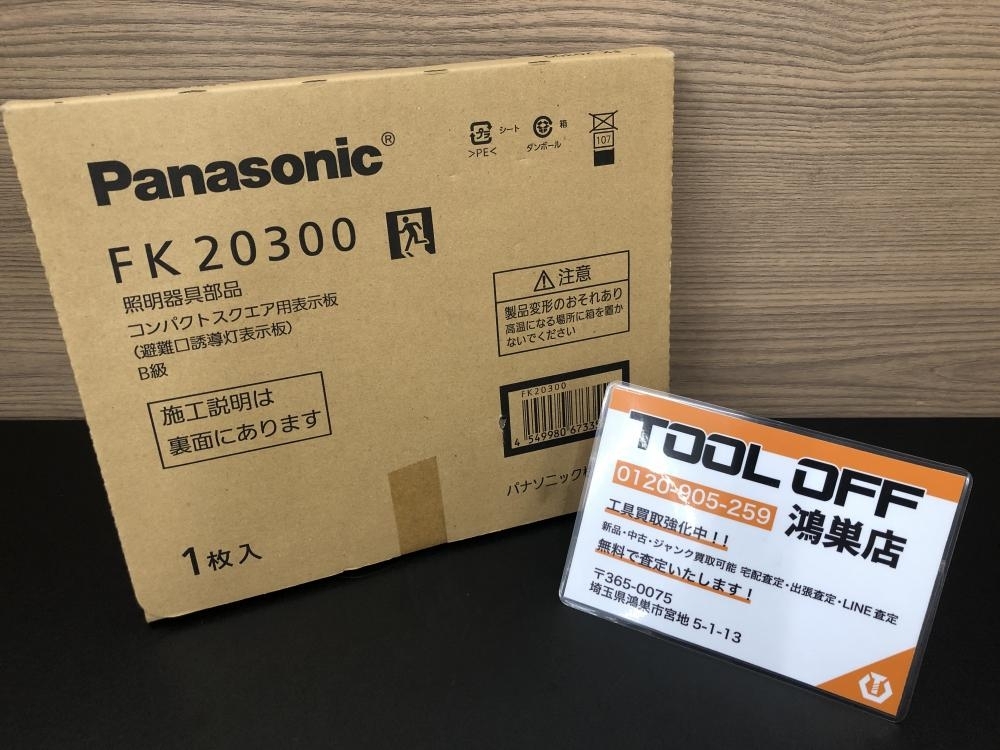 Panasonic®
FK20300
照明器具部品
コンパクトスクエア用表示板
(避難口誘導灯表示板)
B級
施工説明は
裏面にあります
1枚入
プラ シート
>PE<
箱
ダンボール
107
注意
製品変形のおそれあり
高温になる場所に箱を置か
ないでください
FK20300
4 549980
パナソニック
TOOL OFF
0120-905-259
鴻巣店
工具買取強化中!!
新品・中古・ジャンク買取可能 宅配査定・出張査定・LINE査定
無料で査定いたします!
〒365-0075
埼玉県鴻巣市宮地 5-1-13